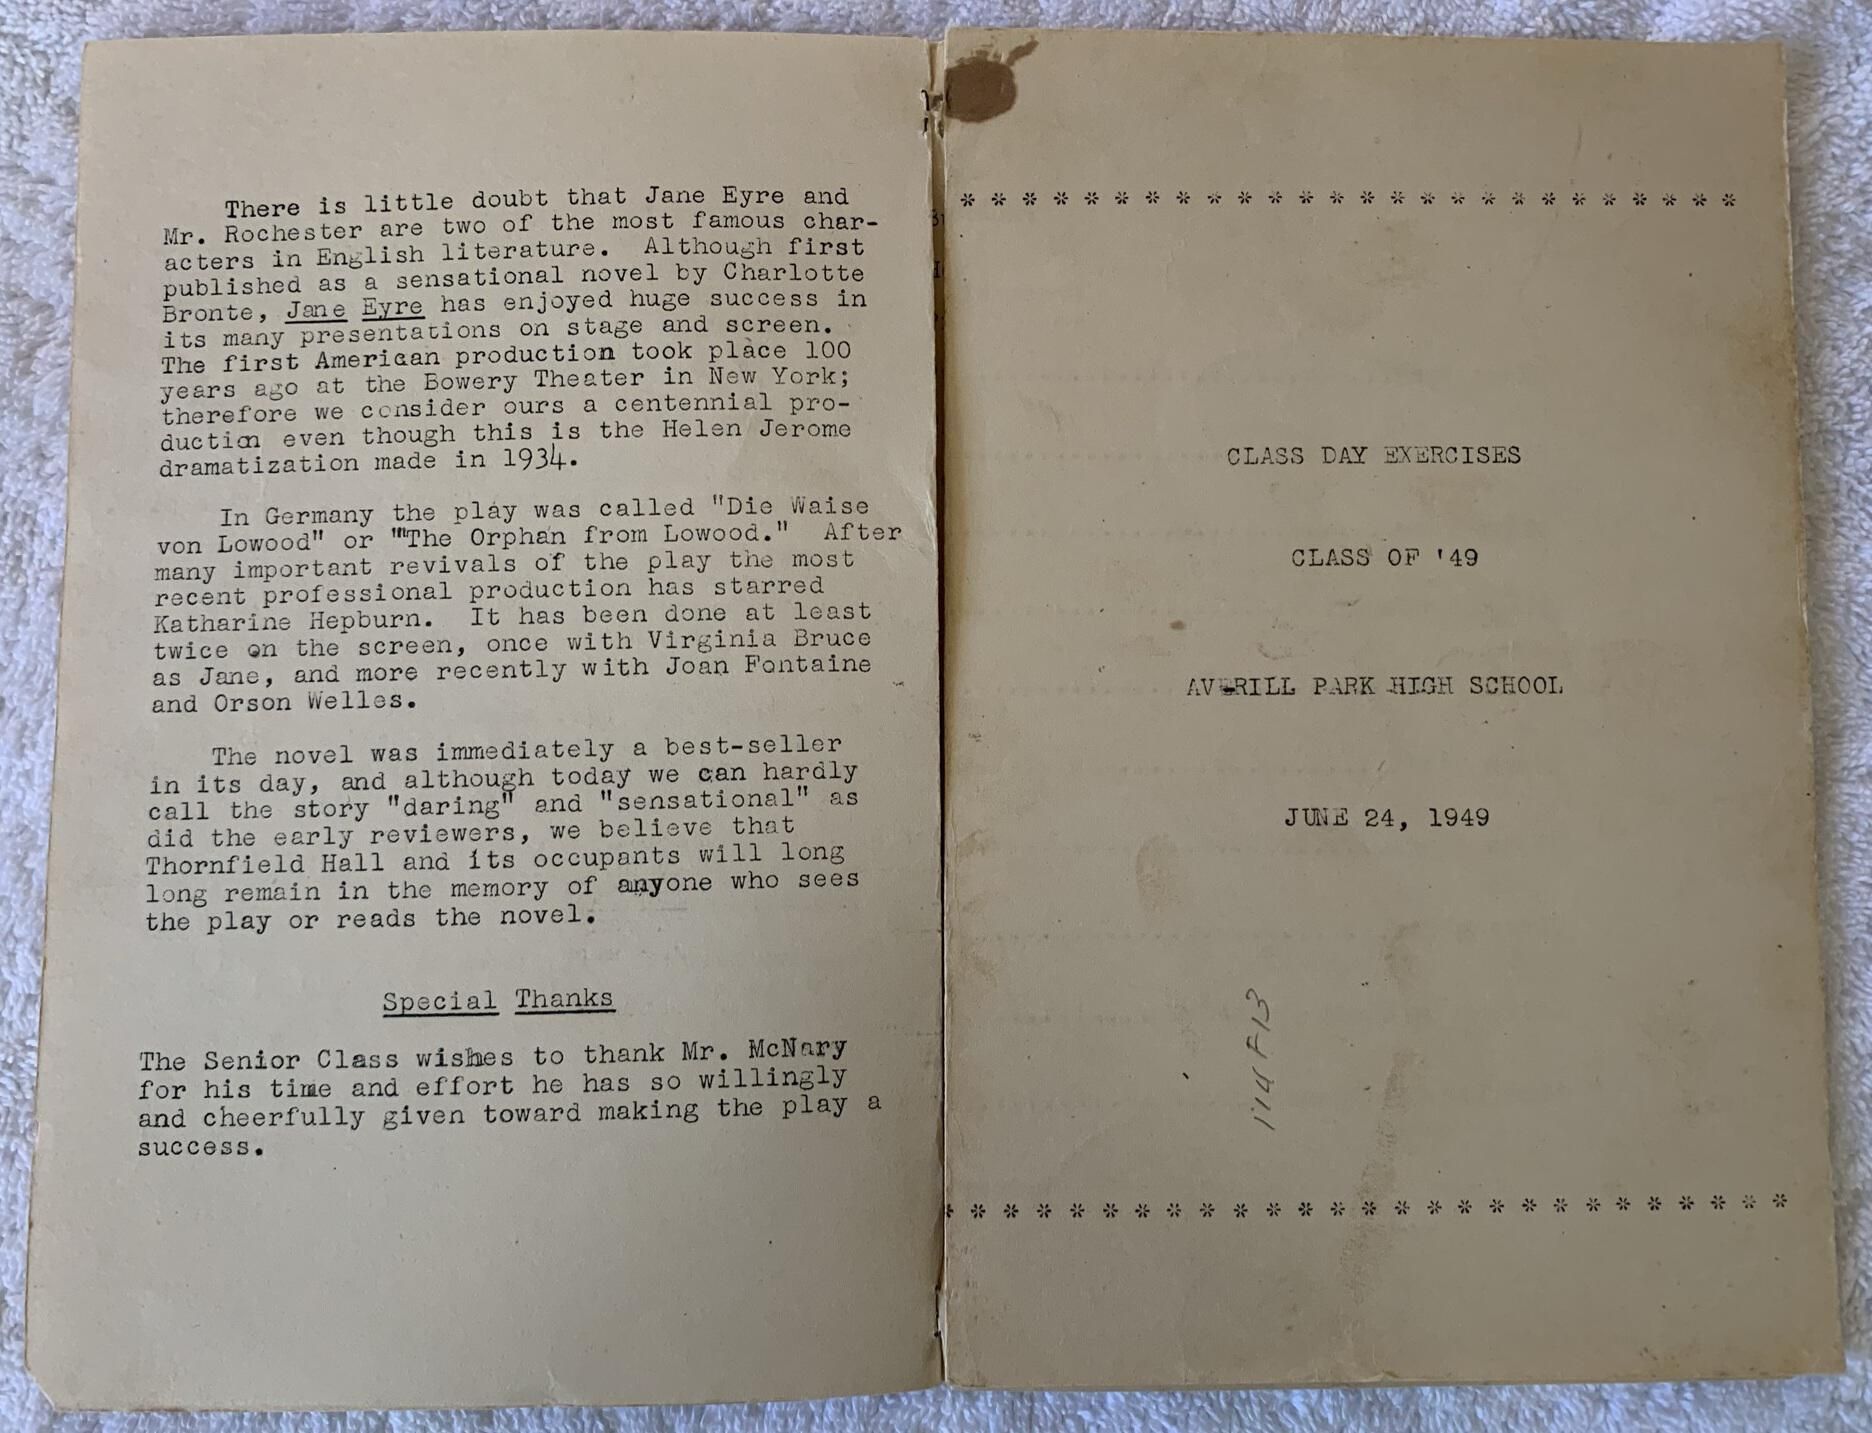 There is little doubt that Jane Eyre and
Mr. Rochester are two of the most famous char-
acters in English literature. Although first
published as a sensational novel by Charlotte
Bronte, Jane Eyre has enjoyed huge success in
its many presentations on stage and screen.
The first American production took place 100
years ago at the Bowery Theater in New York;
therefore we consider ours a centennial pro-
duction even though this is the Helen Jerome
dramatization made in 1934.
In Germany the play was called "Die Waise
von Lowood" or "'The Orphan from Lowood." After
many important revivals of the play the most
recent professional production has starred
Katharine Hepburn. It has been done at least
twice on the screen, once with Virginia Bruce
as Jane, and more recently with Joan Fontaine
and Orson Welles.
The novel was immediately a best-seller
in its day, and although today we can hardly
call the story "daring" and "sensational" as
did the early reviewers, we believe that
Thornfield Hall and its occupants will long
long remain in the memory of anyone who sees
the play or reads the novel.
Special Thanks
The Senior Class wishes to thank Mr. McNary
for his time and effort he has so willingly
and cheerfully given toward making the play a
success.
* * * * * * * * * * * * * * * * * * * * * * * * * *
CLASS DAY EXERCISES
CLASS OF '49
AVERILL PARK HIGH SCHOOL
JUNE 24, 1949
* * * * * * * * * * * * * * * * * * * * * * * * * * *